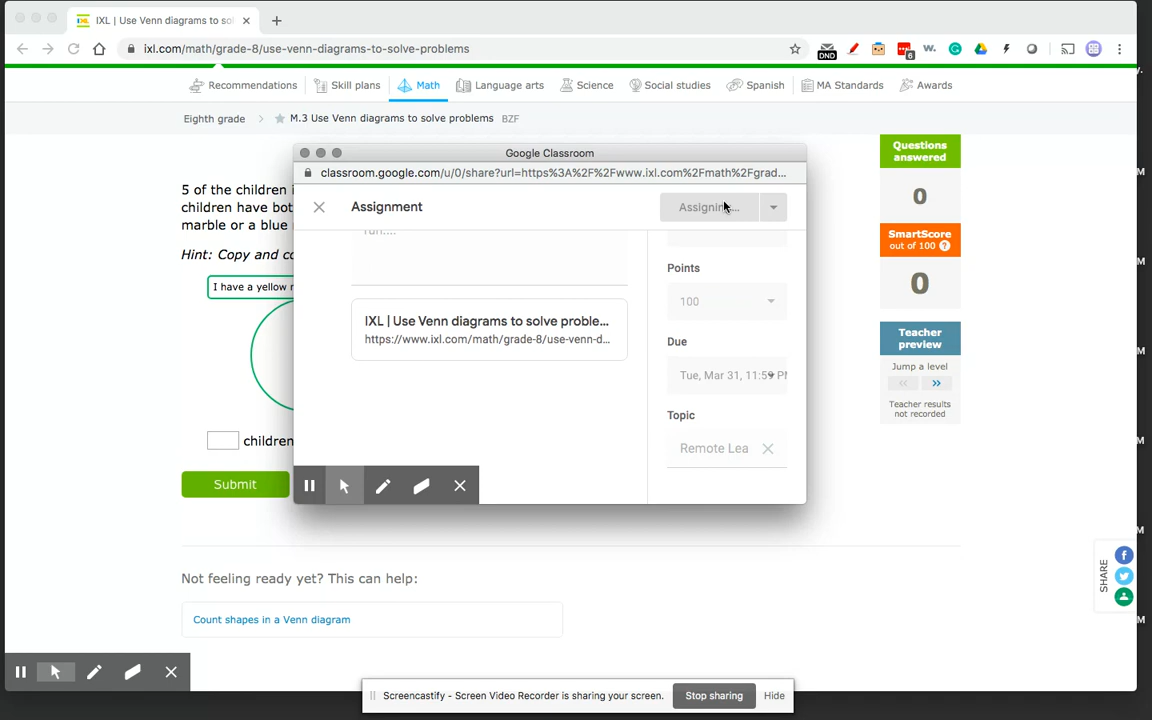 IXL | Use Venn diagrams to sol
ixl.com/math/grade-8/use-venn-diagrams-to-solve-problems
DND
6
w.
Recommendations
Skill plans
Math
Language arts
Science
Social studies
Spanish
MA Standards
Awards
Eighth grade > M.3 Use Venn diagrams to solve problems BZF
Questions
answered
0
SmartScore
out of 100 ?
0
Teacher
preview
Jump a level
<< >>
Teacher results
not recorded
5 of the children
children have bot
marble or a blue
Hint: Copy and co
I have a yellow
children
Submit
Google Classroom
classroom.google.com/u/0/share?url=https%3A%2F%2Fwww.ixl.com%2Fmath%2Fgrad...
Assignment
Assigning...
fun....
IXL | Use Venn diagrams to solve proble...
https://www.ixl.com/math/grade-8/use-venn-d...
Points
100
Due
Tue, Mar 31, 11:59 PM
Topic
Remote Lea
Not feeling ready yet? This can help:
Count shapes in a Venn diagram
SHARE
Screencastify - Screen Video Recorder is sharing your screen.
Stop sharing
Hide